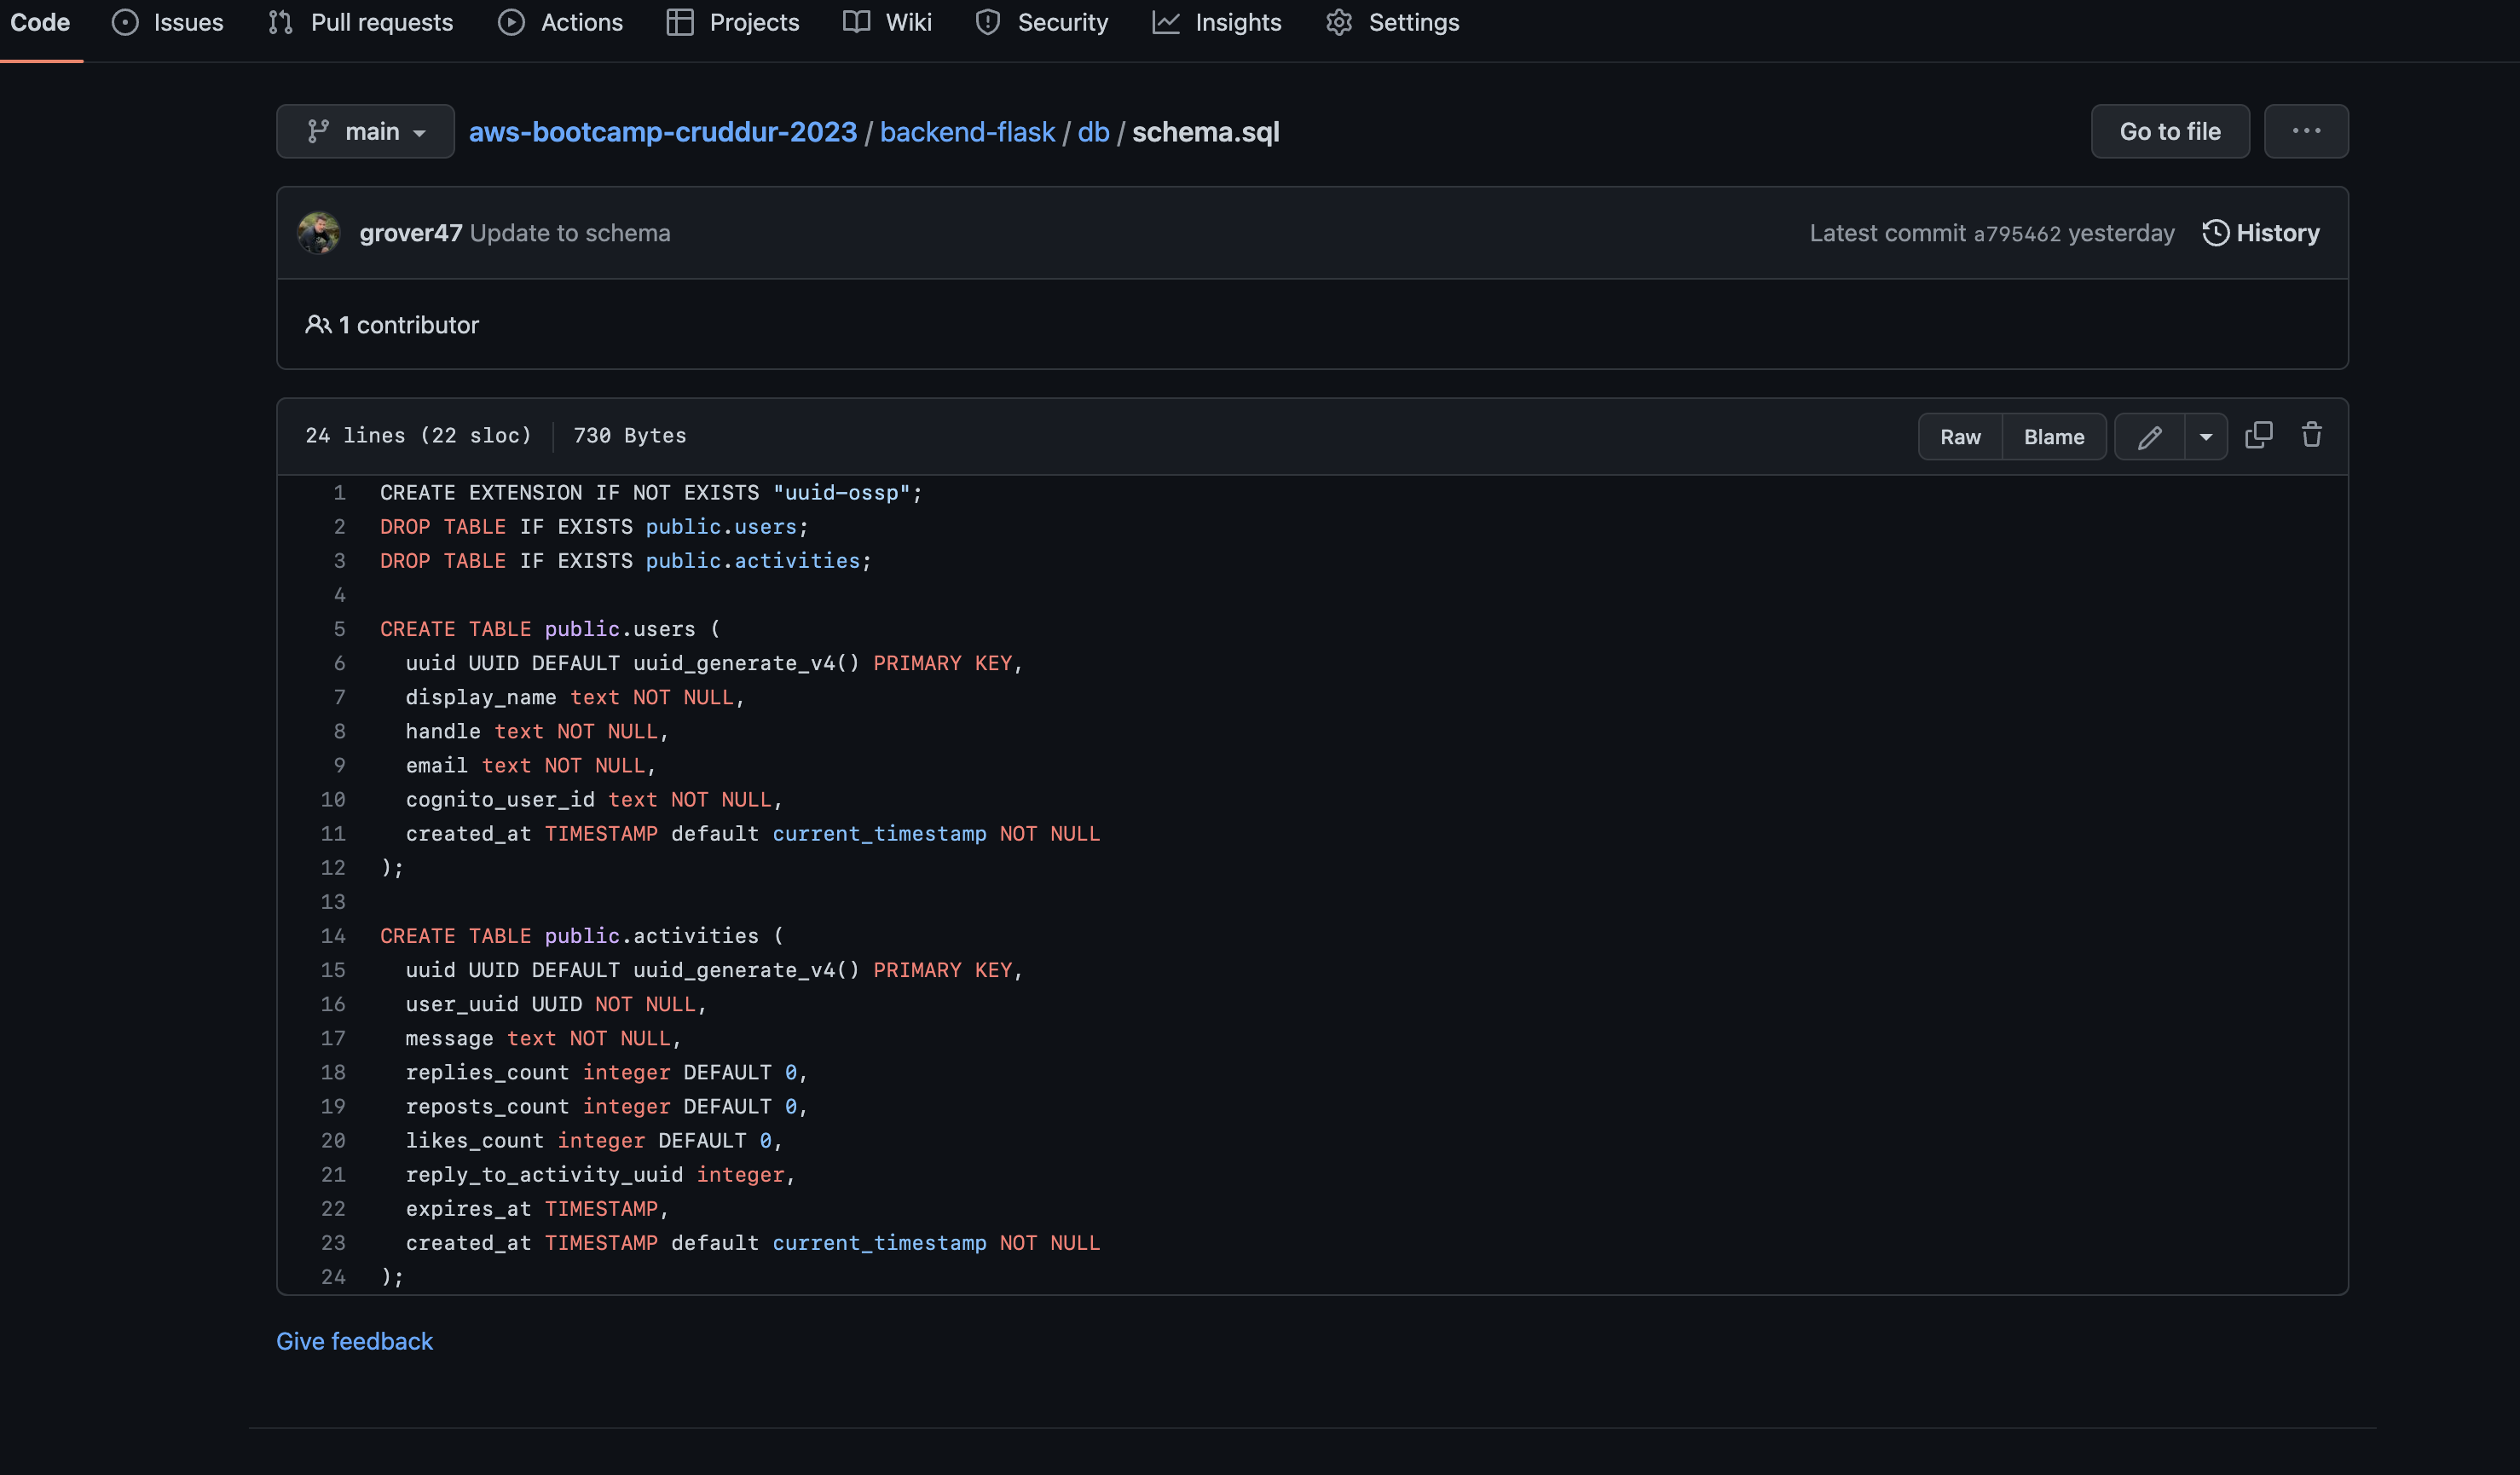 Code Issues Pull requests Actions Projects Wiki Security Insights Settings
main aws-bootcamp-cruddur-2023 / backend-flask / db / schema.sql Go to file ...
grover47 Update to schema Latest commit a795462 yesterday History
1 contributor
24 lines (22 sloc) 730 Bytes Raw Blame
1 CREATE EXTENSION IF NOT EXISTS "uuid-ossp";
2 DROP TABLE IF EXISTS public.users;
3 DROP TABLE IF EXISTS public.activities;
4
5 CREATE TABLE public.users (
6 uuid UUID DEFAULT uuid_generate_v4() PRIMARY KEY,
7 display_name text NOT NULL,
8 handle text NOT NULL,
9 email text NOT NULL,
10 cognito_user_id text NOT NULL,
11 created_at TIMESTAMP default current_timestamp NOT NULL
12 );
13
14 CREATE TABLE public.activities (
15 uuid UUID DEFAULT uuid_generate_v4() PRIMARY KEY,
16 user_uuid UUID NOT NULL,
17 message text NOT NULL,
18 replies_count integer DEFAULT 0,
19 reposts_count integer DEFAULT 0,
20 likes_count integer DEFAULT 0,
21 reply_to_activity_uuid integer,
22 expires_at TIMESTAMP,
23 created_at TIMESTAMP default current_timestamp NOT NULL
24 );
Give feedback